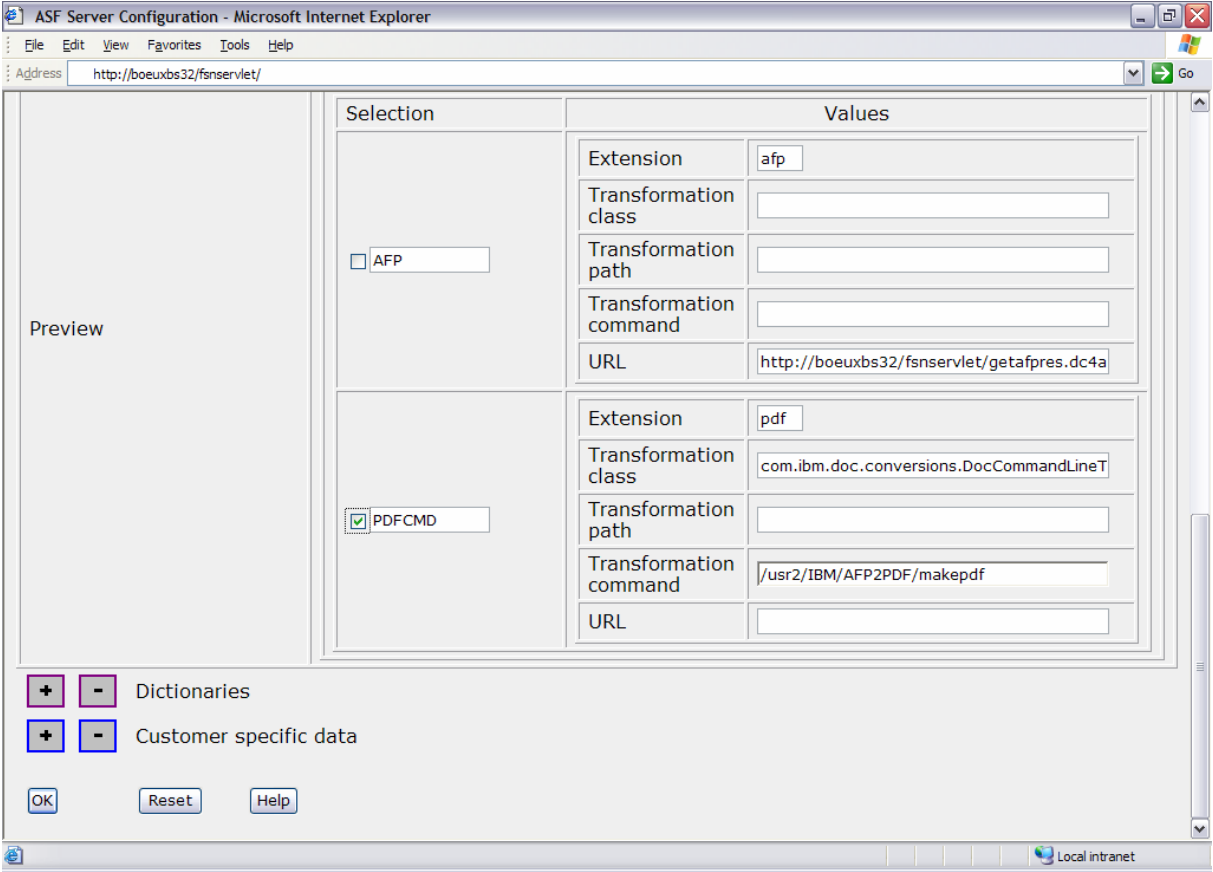 ASF Server Configuration - Microsoft Internet Explorer
File Edit View Favorites Tools Help
Address http://boeuxbs32/fsnservlet/ Go
Selection Values
Extension afp
Transformation
class
AFP
Transformation
path
Transformation
command
Preview
URL http://boeuxbs32/fsnservlet/getafpres.dc4a
Extension pdf
Transformation
class
com.ibm.doc.conversions.DocCommandLineT
PDFCMD
Transformation
path
Transformation
command
/usr2/IBM/AFP2PDF/makepdf
URL
+ - Dictionaries
+ - Customer specific data
OK Reset Help
Local intranet